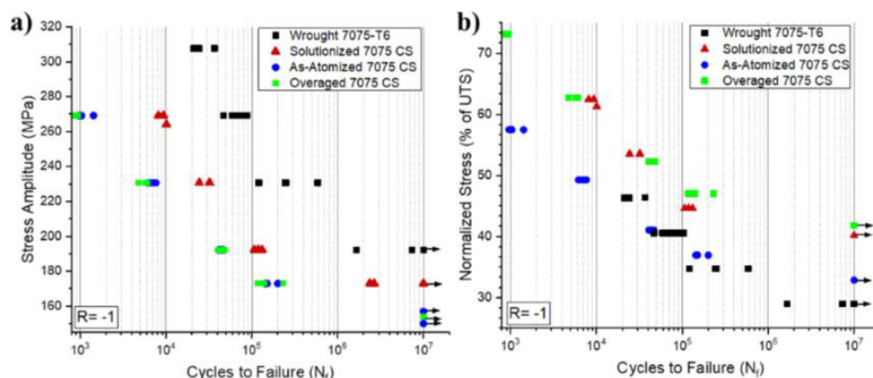 a)
Stress Amplitude (MPa)
320
300
280
260
240
220
200
180
160
Wrought 7075-T6
Solutionized 7075 CS
As-Atomized 7075 CS
Overaged 7075 CS
R= -1
10³
10⁴
10⁵
10⁶
10⁷
Cycles to Failure (Nf)
b)
Normalized Stress (% of UTS)
70
60
50
40
30
Wrought 7075-T6
Solutionized 7075 CS
As-Atomized 7075 CS
Overaged 7075 CS
R= -1
10³
10⁴
10⁵
10⁶
10⁷
Cycles to Failure (Nf)